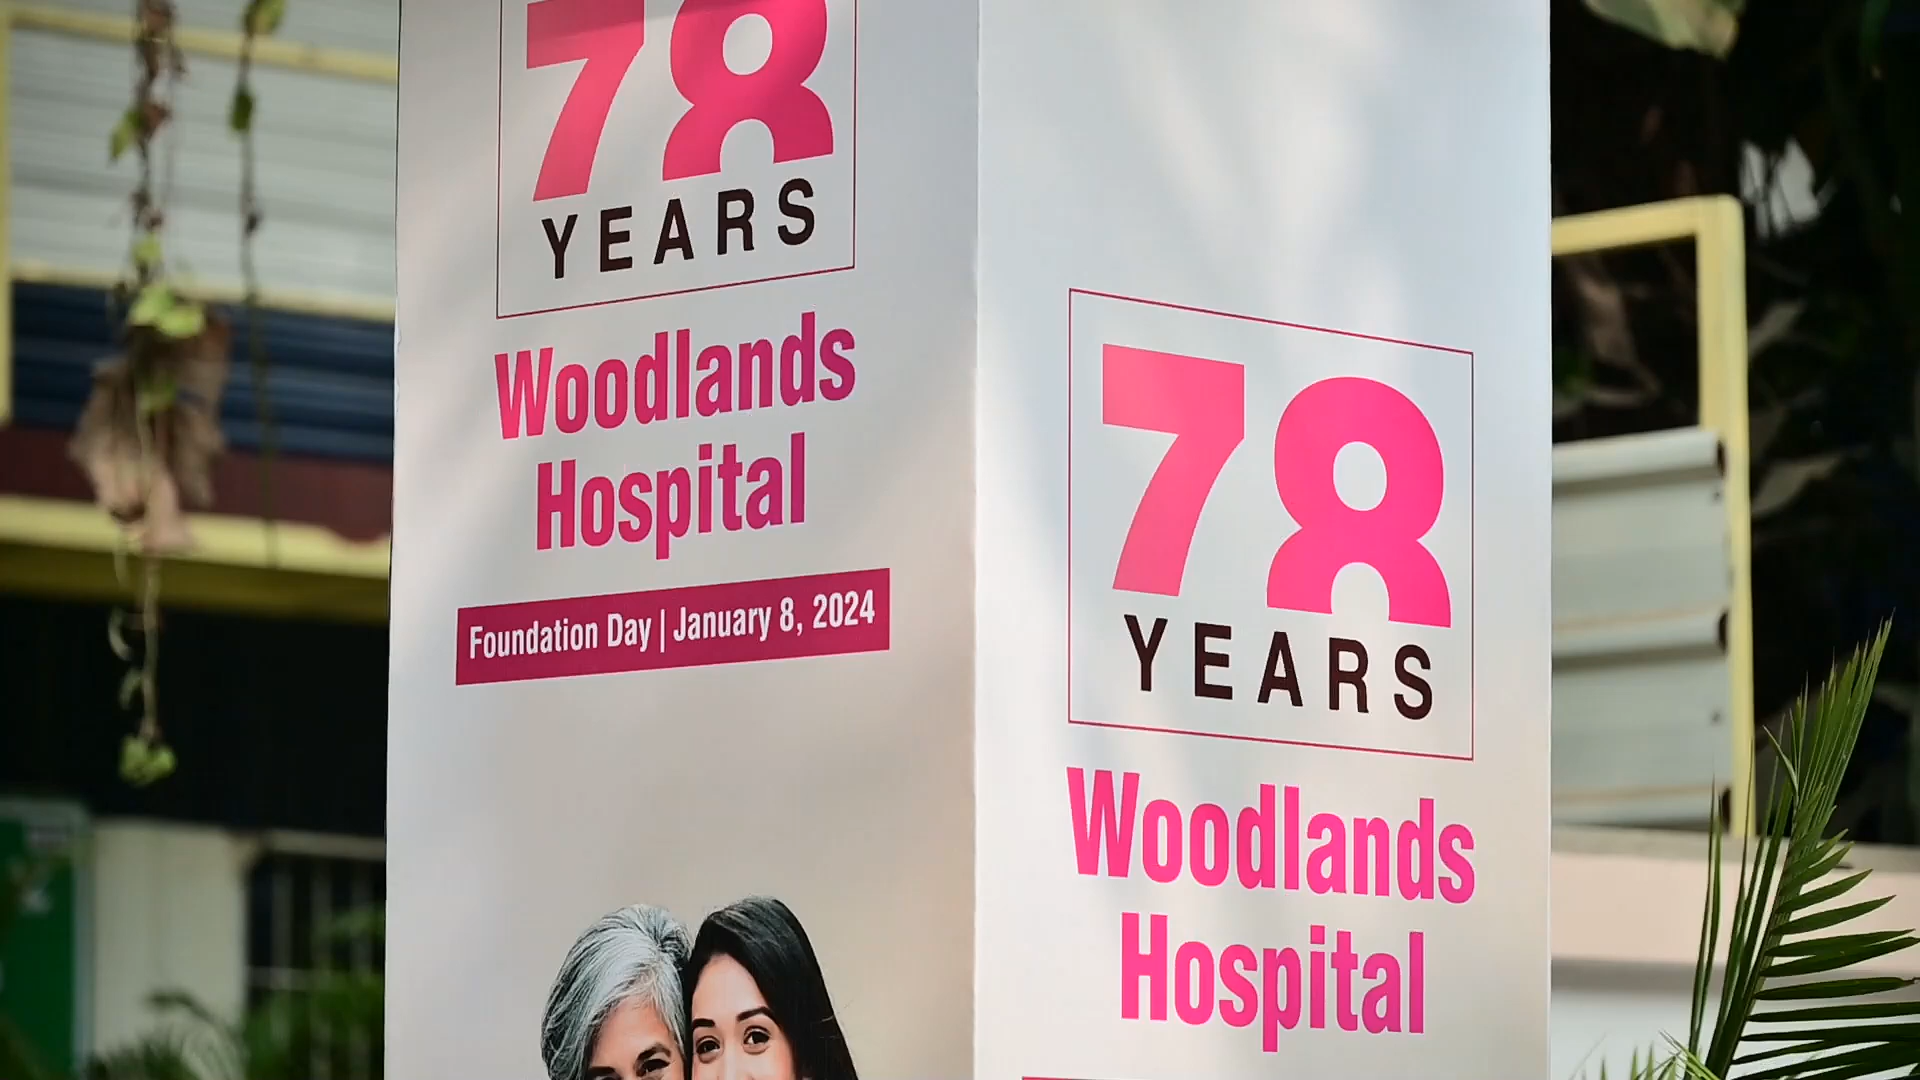 78
YEARS
Woodlands
Hospital
Foundation Day | January 8, 2024
78
YEARS
Woodlands
Hospital